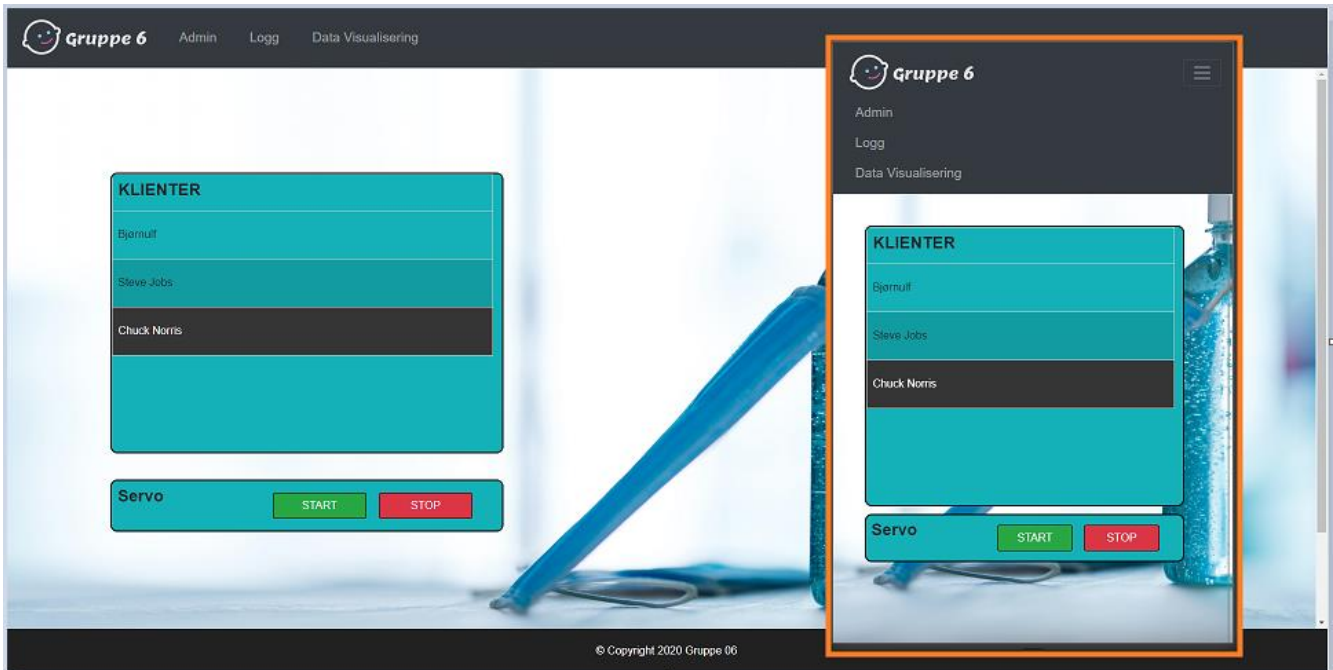 Gruppe 6 Admin Logg Data Visualisering
KLIENTER
Bjørnulf
Steve Jobs
Chuck Norris
Servo START STOP
© Copyright 2020 Gruppe 06
Gruppe 6
Admin
Logg
Data Visualisering
KLIENTER
Bjørnulf
Steve Jobs
Chuck Norris
Servo START STOP